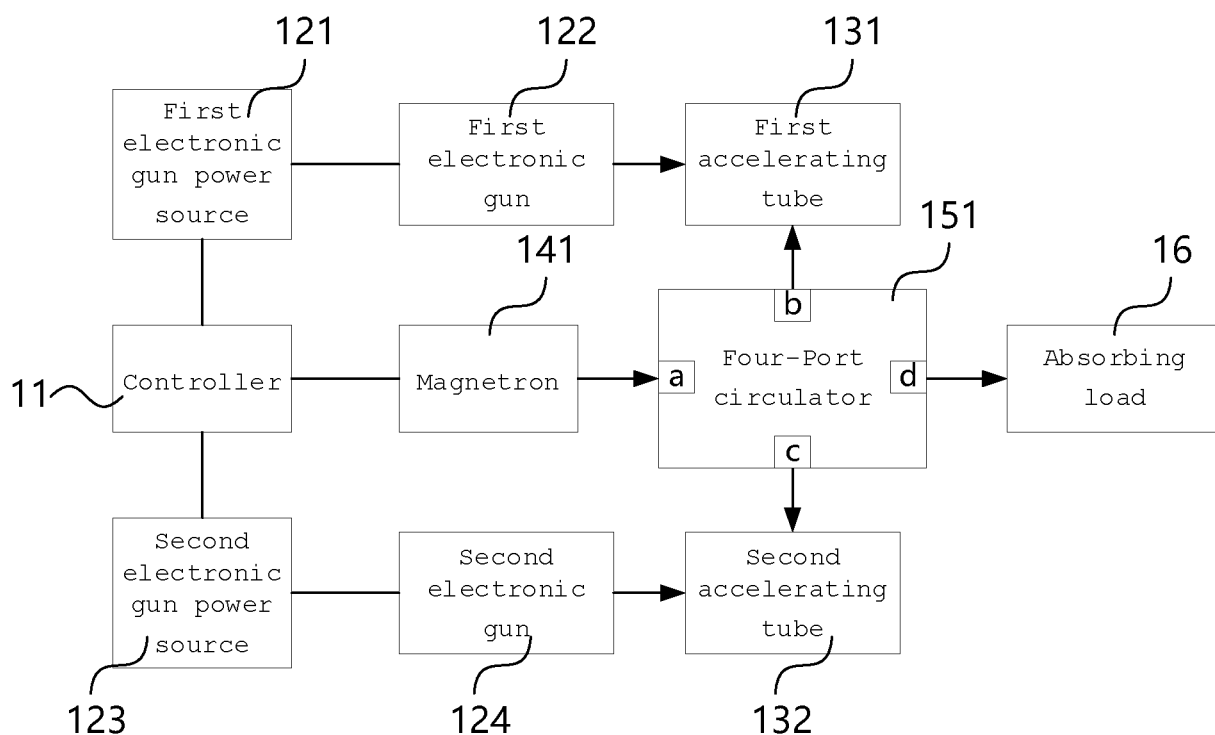 121
122
131
First
electronic
gun power
source
First
electronic
gun
First
accelerating
tube
141
151
16
11
Controller
Magnetron
a
b
Four-Port
circulator
c
d
Absorbing
load
Second
electronic
gun power
source
Second
electronic
gun
Second
accelerating
tube
123
124
132